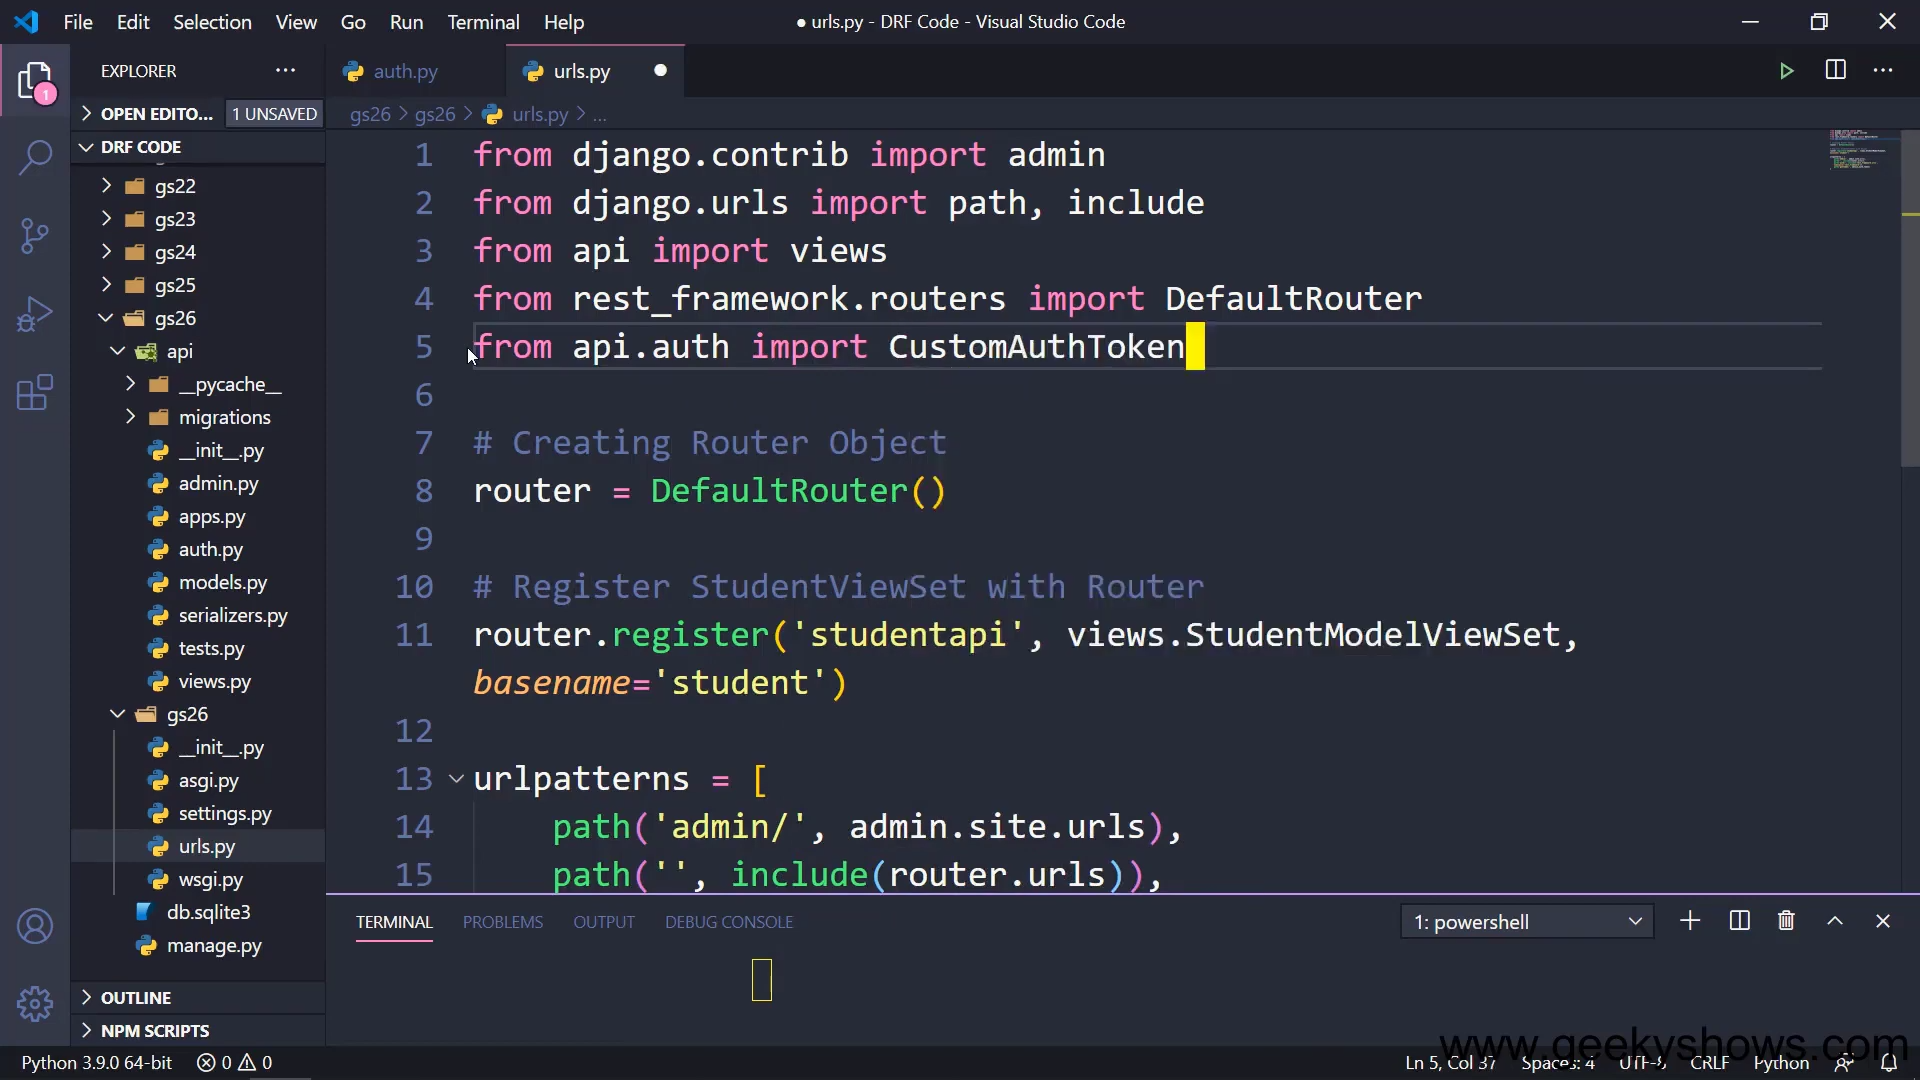 File Edit Selection View Go Run Terminal Help
● urls.py - DRF Code - Visual Studio Code
EXPLORER
auth.py
urls.py
OPEN EDITO... 1 UNSAVED
gs26 > gs26 > urls.py > ...
DRF CODE
gs22
gs23
gs24
gs25
gs26
api
__pycache__
migrations
__init__.py
admin.py
apps.py
auth.py
models.py
serializers.py
tests.py
views.py
gs26
__init__.py
asgi.py
settings.py
urls.py
wsgi.py
db.sqlite3
manage.py
OUTLINE
NPM SCRIPTS
1
1 from django.contrib import admin
2 from django.urls import path, include
3 from api import views
4 from rest_framework.routers import DefaultRouter
5 from api.auth import CustomAuthToken
6
7 # Creating Router Object
8 router = DefaultRouter()
9
10 # Register StudentViewSet with Router
11 router.register('studentapi', views.StudentModelViewSet,
basename='student')
12
13 urlpatterns = [
14 path('admin/', admin.site.urls),
15 path('', include(router.urls)),
TERMINAL PROBLEMS OUTPUT DEBUG CONSOLE
1: powershell
www.geekyshows.com
Python 3.9.0 64-bit 0 0
Ln 5, Col 37 Spaces: 4 UTF-8 CRLF Python